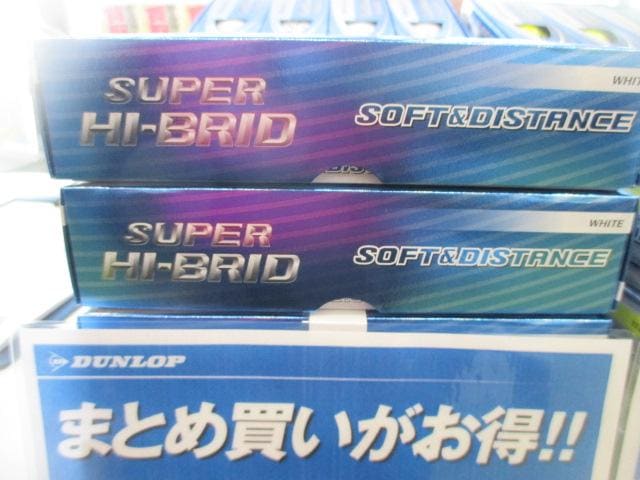 WHITE
SUPER
HI-BRID
SOFT&DISTANCE
WHITE
SUPER
HI-BRID
SOFT&DISTANCE
DUNLOP
まとめ買いがお得!!